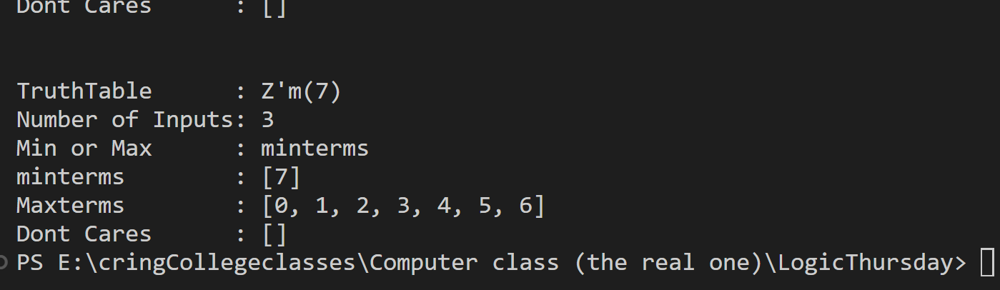 Dont Cares      : []
TruthTable      : Z'm(7)
Number of Inputs: 3
Min or Max      : minterms
minterms        : [7]
Maxterms        : [0, 1, 2, 3, 4, 5, 6]
Dont Cares      : []
PS E:\cringCollegeclasses\Computer class (the real one)\LogicThursday>